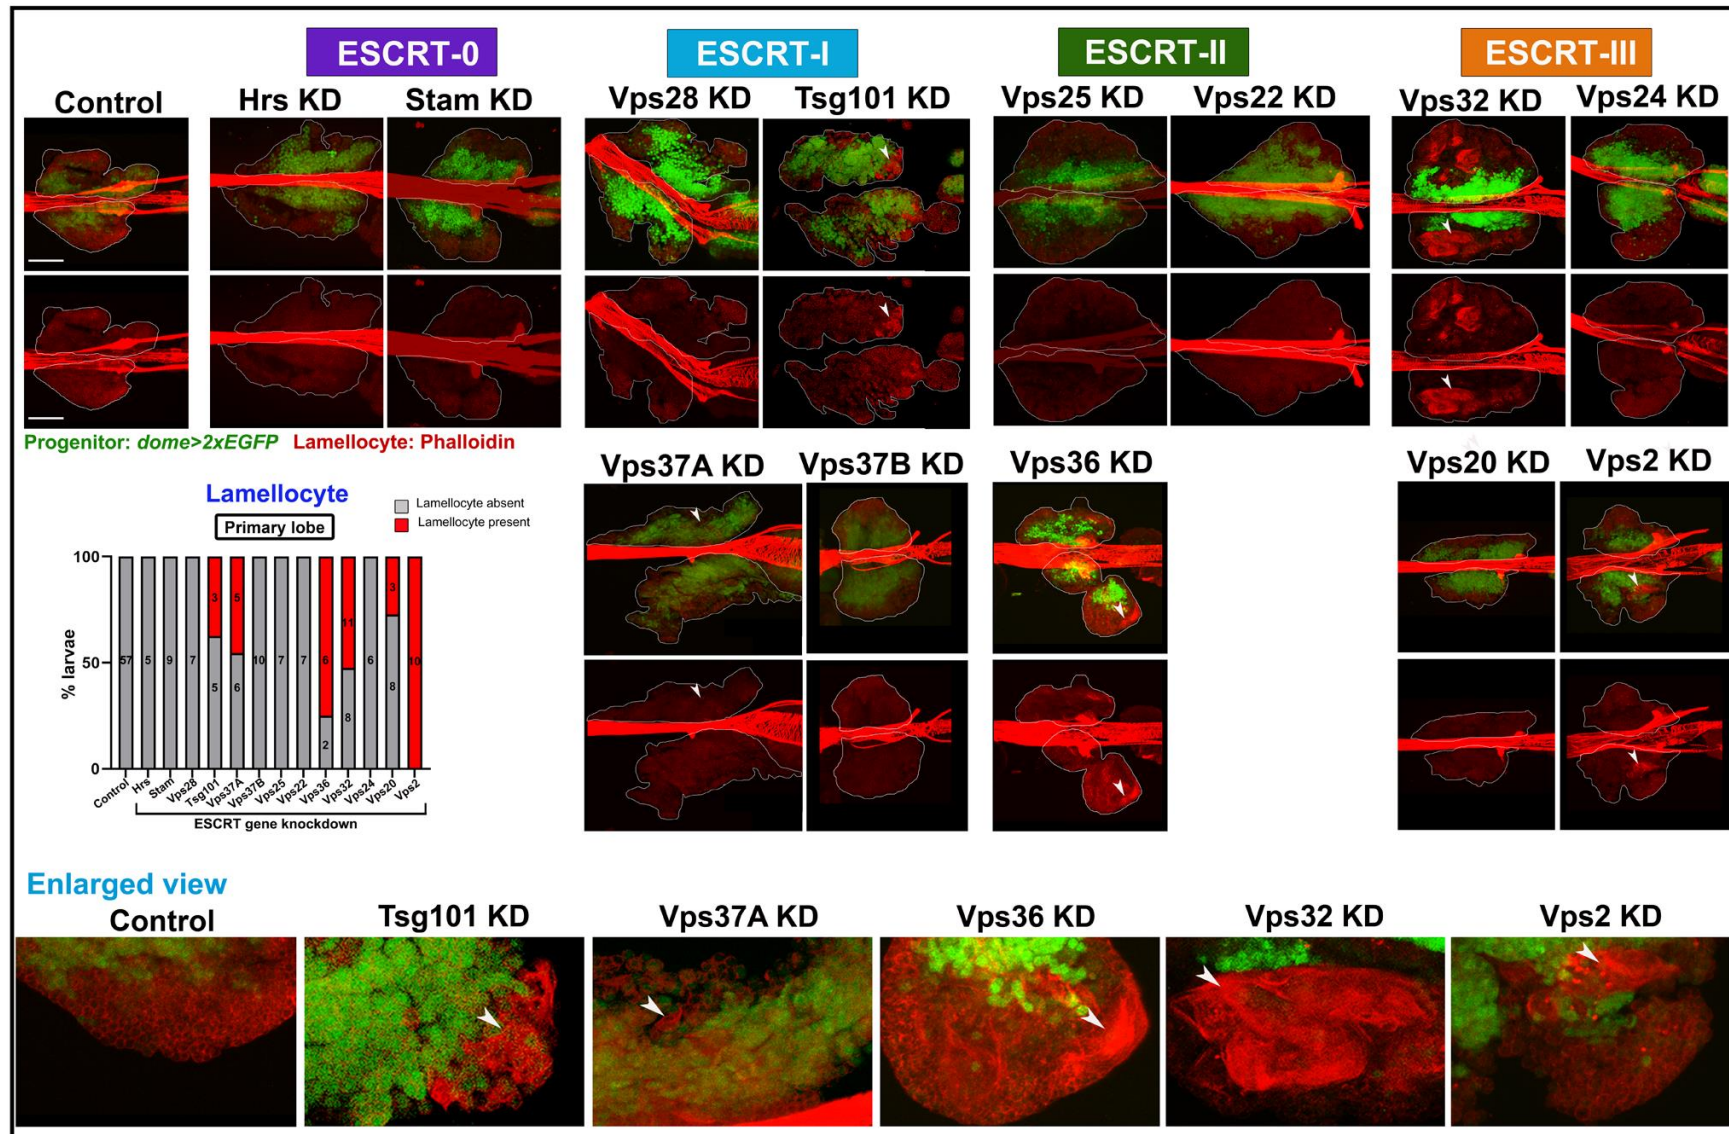 ESCRT-0 ESCRT-I ESCRT-II ESCRT-III
Control Hrs KD Stam KD Vps28 KD Tsg101 KD Vps25 KD Vps22 KD Vps32 KD Vps24 KD
Progenitor: dome>2xEGFP Lamellocyte: Phalloidin
Vps37A KD Vps37B KD Vps36 KD Vps20 KD Vps2 KD
Lamellocyte
Primary lobe
Lamellocyte absent
Lamellocyte present
% larvae
100
50
0
3 5 3
57 5 9 7 10 7 7 6 11 6 10
5 6 8 8
2
Control Hrs Stam Vps28 Tsg101 Vps37A Vps37B Vps25 Vps22 Vps36 Vps32 Vps24 Vps20 Vps2
ESCRT gene knockdown
Enlarged view
Control Tsg101 KD Vps37A KD Vps36 KD Vps32 KD Vps2 KD